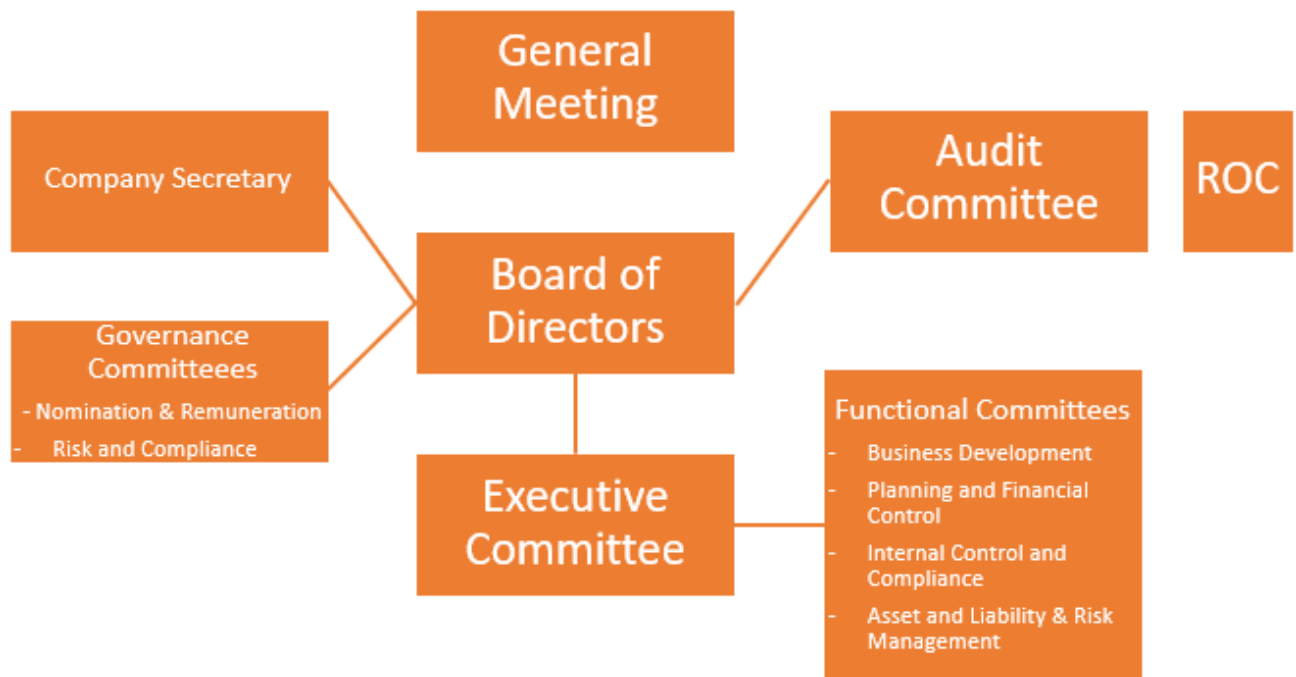 General
Meeting
Company Secretary
Audit
Committee
ROC
Board of
Directors
Governance
Committeees
- Nomination & Remuneration
- Risk and Compliance
Executive
Committee
Functional Committees
- Business Development
- Planning and Financial
Control
- Internal Control and
Compliance
- Asset and Liability & Risk
Management